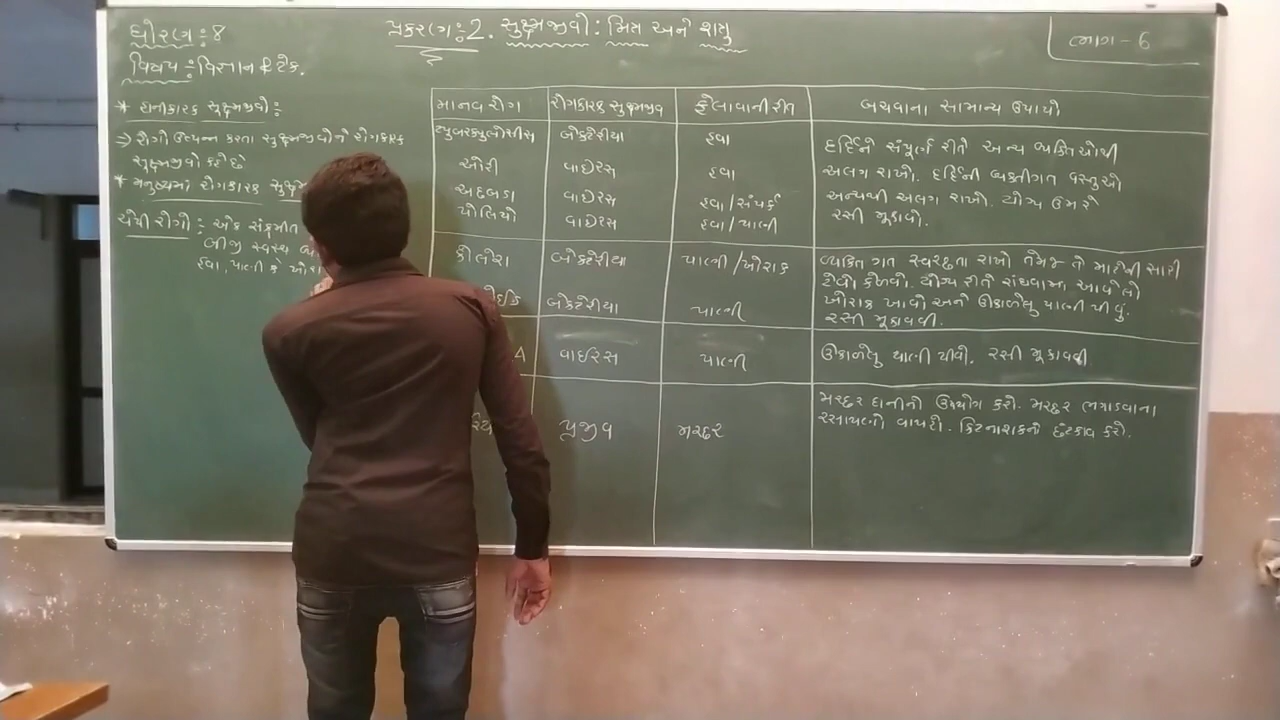 ધોરણ : 8
પ્રકરણ : 2. સૂક્ષ્મજીવો : મિત્ર અને શત્રુ
ભાગ - 6
વિષય : વિજ્ઞાન & ટેક.
* હાનીકારક સૂક્ષ્મજીવો :
→ રોગો ઉત્પન્ન કરતા સૂક્ષ્મજીવોને રોગકારક
સૂક્ષ્મજીવો કહે છે
* મનુષ્યમાં રોગકારક
ચેપી રોગો : એક સંક્રમીત
બીજી સ્વસ્થ
હવા, પાણી કે
માનવ રોગ રોગકારક સૂક્ષ્મજીવ ફેલાવાની રીત બચવાના સામાન્ય ઉપાયો
ટ્યુબરક્યુલોસીસ બેક્ટેરીયા હવા દર્દિને સંપૂર્ણ રીતે અન્ય વ્યક્તિઓથી
ઓરી વાઇરસ હવા અલગ રાખો. દર્દિની વ્યક્તીગત વસ્તુઓ
અછબડા વાઇરસ હવા/સંપર્ક અન્યથી અલગ રાખો. યોગ્ય ઉંમરે
પોલિયો વાઇરસ હવા/પાણી રસી મૂકાવો.
કોલેરા બેક્ટેરીયા પાણી/ખોરાક વ્યક્તિ ગત સ્વચ્છતા રાખો તેમજ તે માટેની સારી
ટેવો કેળવો. યોગ્ય રીતે રાંધવામાં આવેલો
બેક્ટેરીયા પાણી ખોરાક ખાવો અને ઊકાળેલુ પાણી પીવું.
રસી મૂકાવવી.
A વાઇરસ પાણી ઊકાળેલુ પાણી પીવો. રસી મૂકાવવી
પ્રજીવ મચ્છર મચ્છર દાનીનો ઉપયોગ કરો. મચ્છર ભગાડવાના
રસાયણો વાપરો. કિટનાશકનો છંટકાવ કરો.